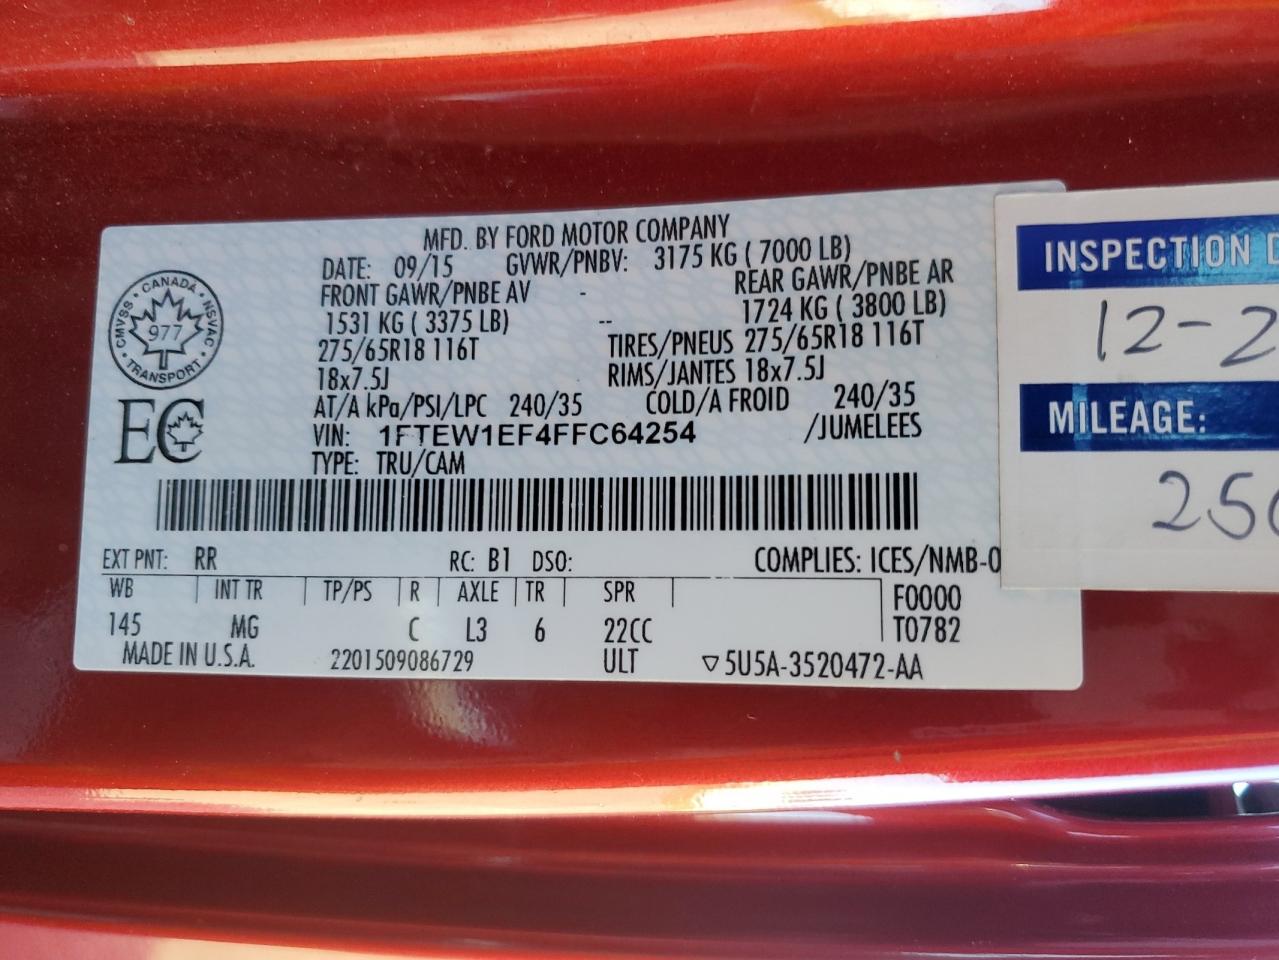 MFD. BY FORD MOTOR COMPANY
DATE: 09/15 GVWR/PNBV: 3175 KG ( 7000 LB)
FRONT GAWR/PNBE AV - REAR GAWR/PNBE AR
1531 KG ( 3375 LB) -- 1724 KG ( 3800 LB)
275/65R18 116T TIRES/PNEUS 275/65R18 116T
18x7.5J RIMS/JANTES 18x7.5J
AT/A kPa/PSI/LPC 240/35 COLD/A FROID 240/35
VIN: 1FTEW1EF4FFC64254 /JUMELEES
TYPE: TRU/CAM
CANADA
CMVSS · NSVAC
977
TRANSPORT
EC
EXT PNT: RR RC: B1 DSO: COMPLIES: ICES/NMB-0
WB INT TR TP/PS R AXLE TR SPR F0000
145 MG C L3 6 22CC T0782
MADE IN U.S.A. 2201509086729 ULT ▽5U5A-3520472-AA
INSPECTION
12-2
MILEAGE: